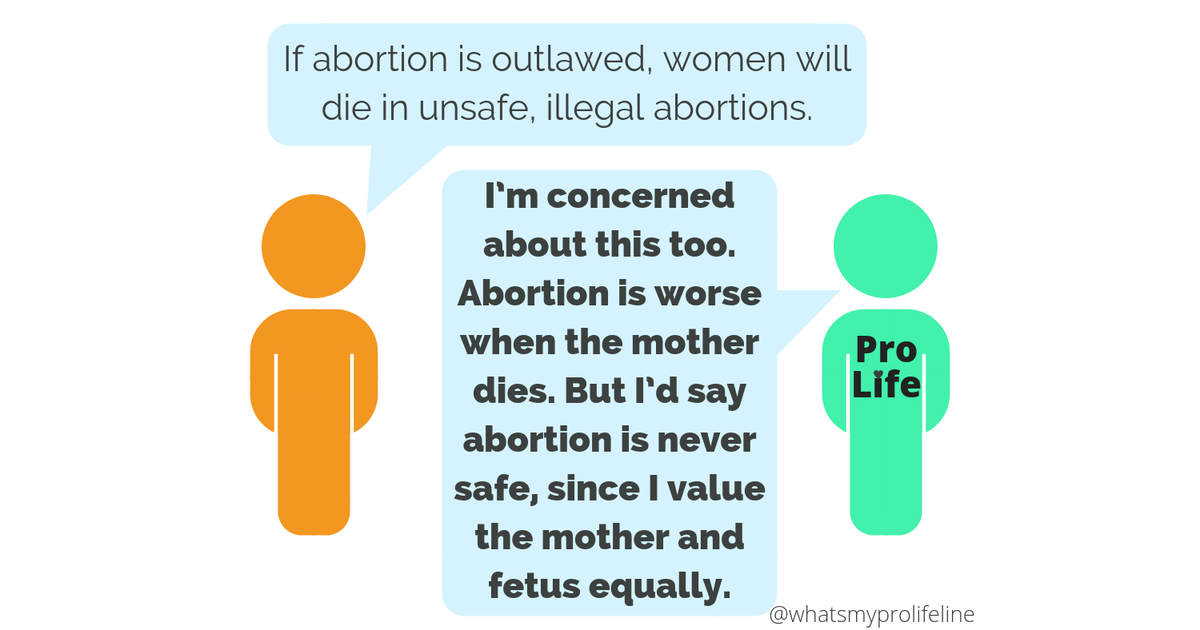 If abortion is outlawed, women will
die in unsafe, illegal abortions.
I’m concerned
about this too.
Abortion is worse
when the mother
dies. But I’d say
abortion is never
safe, since I value
the mother and
fetus equally.
Pro
Life
@whatsmyprolifeline